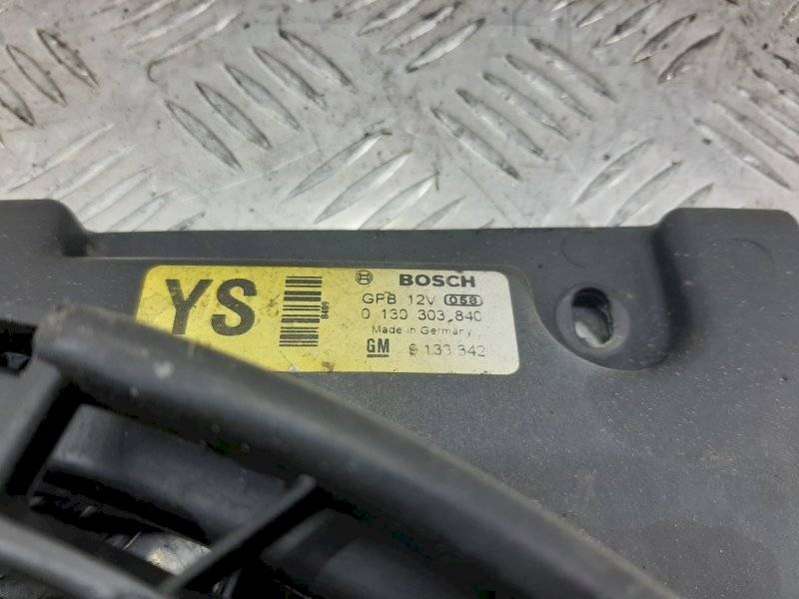 YS
BOSCH
GPB 12V 058
0 130 303 840
Made in Germany
GM 9 133 342